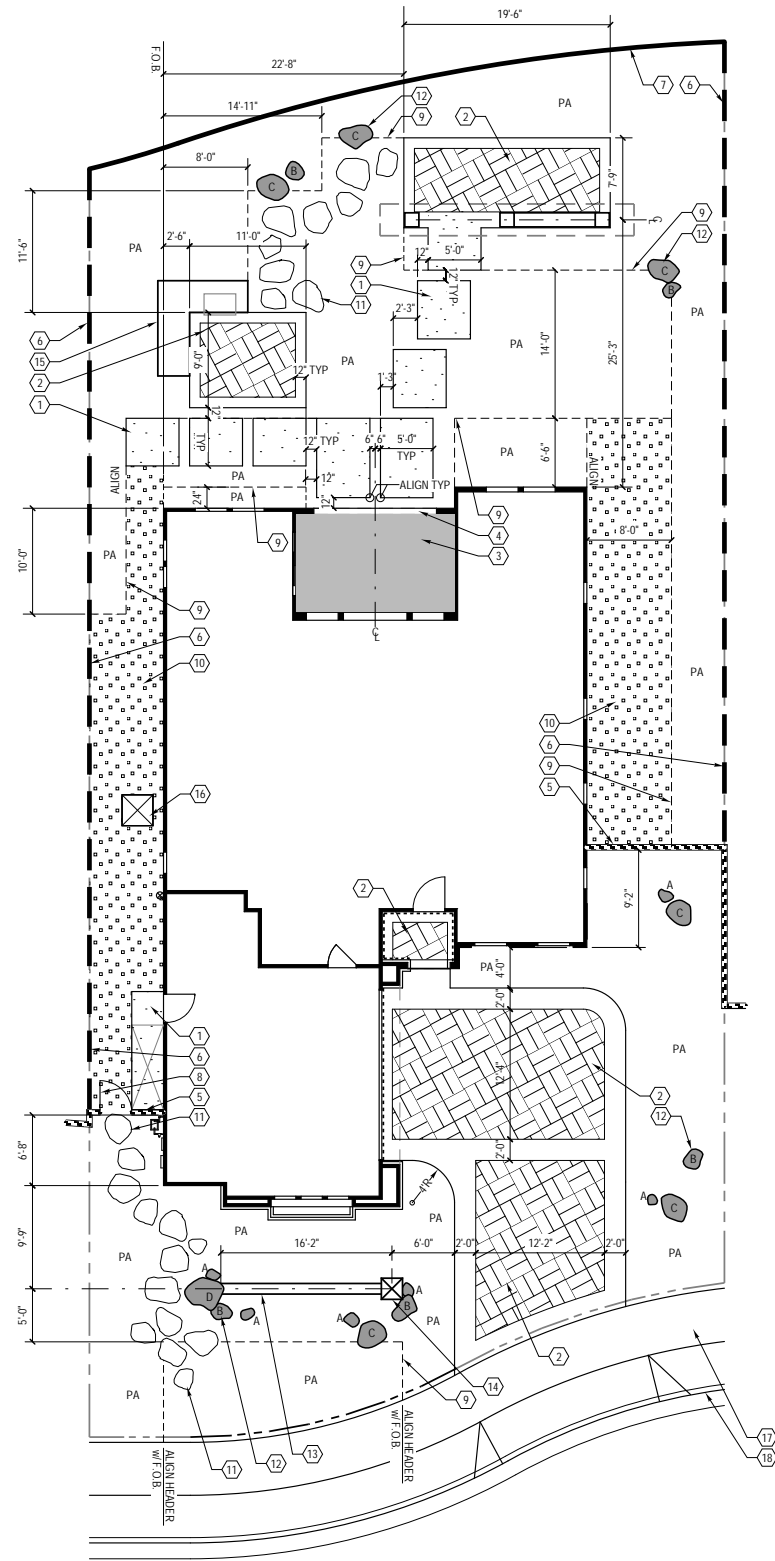 19'-6"
F.O.B.
22'-8"
7
6
12
14'-11"
PA
9
2
C
8'-0"
B
C
7'-9"
℄
9
11'-6"
PA
2'-6"
11'-0"
12
9
12"
5'-0"
C
12" TYP
1
B
11
PA
6
2'-3"
15
9'-0"
PA
PA
14'-0"
25'-3"
2
12" TYP
1'-3"
1
12"
TYP
12" TYP
6"
6"
5'-0"
TYP
PA
6'-6"
ALIGN
ALIGN
PA
12"
24"
PA
ALIGN TYP
12"
9
4
8'-0"
10'-0"
PA
9
3
9
6
℄
10
PA
10
6
9
16
5
2
A
C
9'-2"
PA
4'-0"
2'-0"
1
PA
6
12'-4"
8
2
5
12
11
6'-8"
2'-0"
B
4'R
A
C
9'-9"
PA
PA
PA
16'-2"
6'-0"
2'-0"
12'-2"
2'-0"
PA
A
D
A
B
5'-0"
B
A
A
C
PA
2
PA
PA
14
9
17
11
12
13
18
ALIGN HEADER
w/ F.O.B.
ALIGN HEADER
w/ F.O.B.